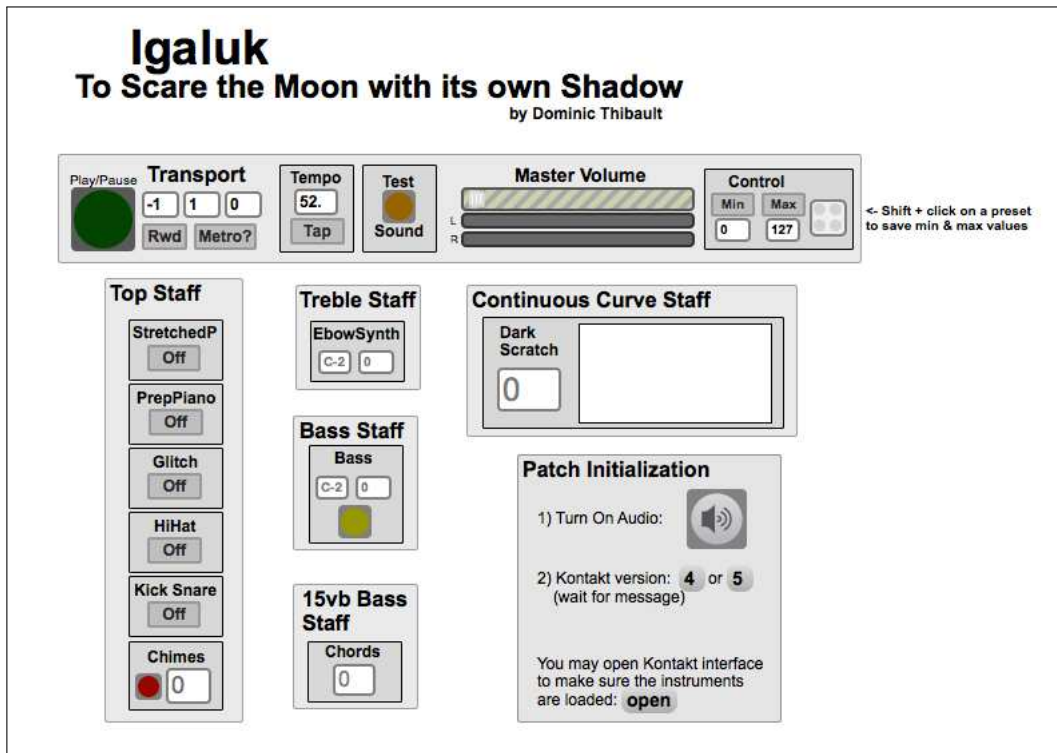 Igaluk
To Scare the Moon with its own Shadow
by Dominic Thibault
Play/Pause
Transport
-1 1 0
Rwd Metro?
Tempo
52.
Tap
Test
Sound
Master Volume
L
R
Control
Min Max
0 127
<- Shift + click on a preset
to save min & max values
Top Staff
StretchedP
Off
PrepPiano
Off
Glitch
Off
HiHat
Off
Kick Snare
Off
Chimes
0
Treble Staff
EbowSynth
C-2 0
Bass Staff
Bass
C-2 0
15vb Bass
Staff
Chords
0
Continuous Curve Staff
Dark
Scratch
0
Patch Initialization
1) Turn On Audio:
2) Kontakt version: 4 or 5
(wait for message)
You may open Kontakt interface
to make sure the instruments
are loaded: open